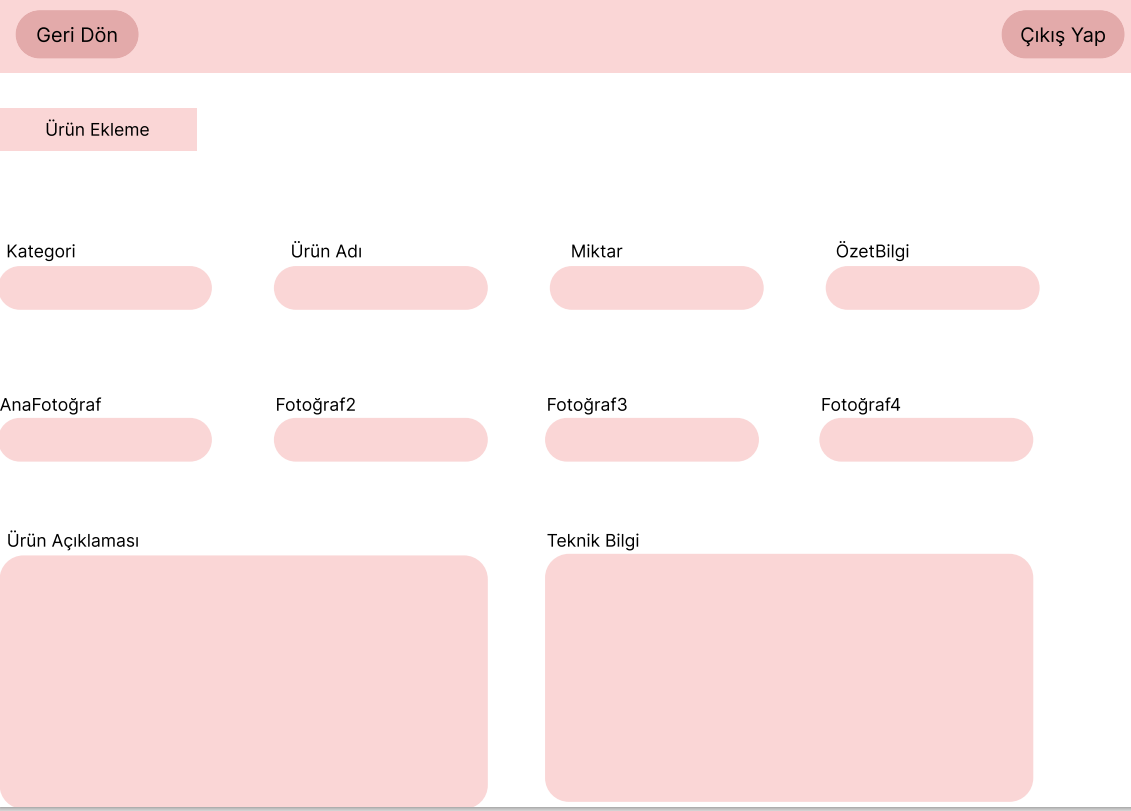 Geri Dön
Çıkış Yap
Ürün Ekleme
Kategori
Ürün Adı
Miktar
ÖzetBilgi
AnaFotoğraf
Fotoğraf2
Fotoğraf3
Fotoğraf4
Ürün Açıklaması
Teknik Bilgi